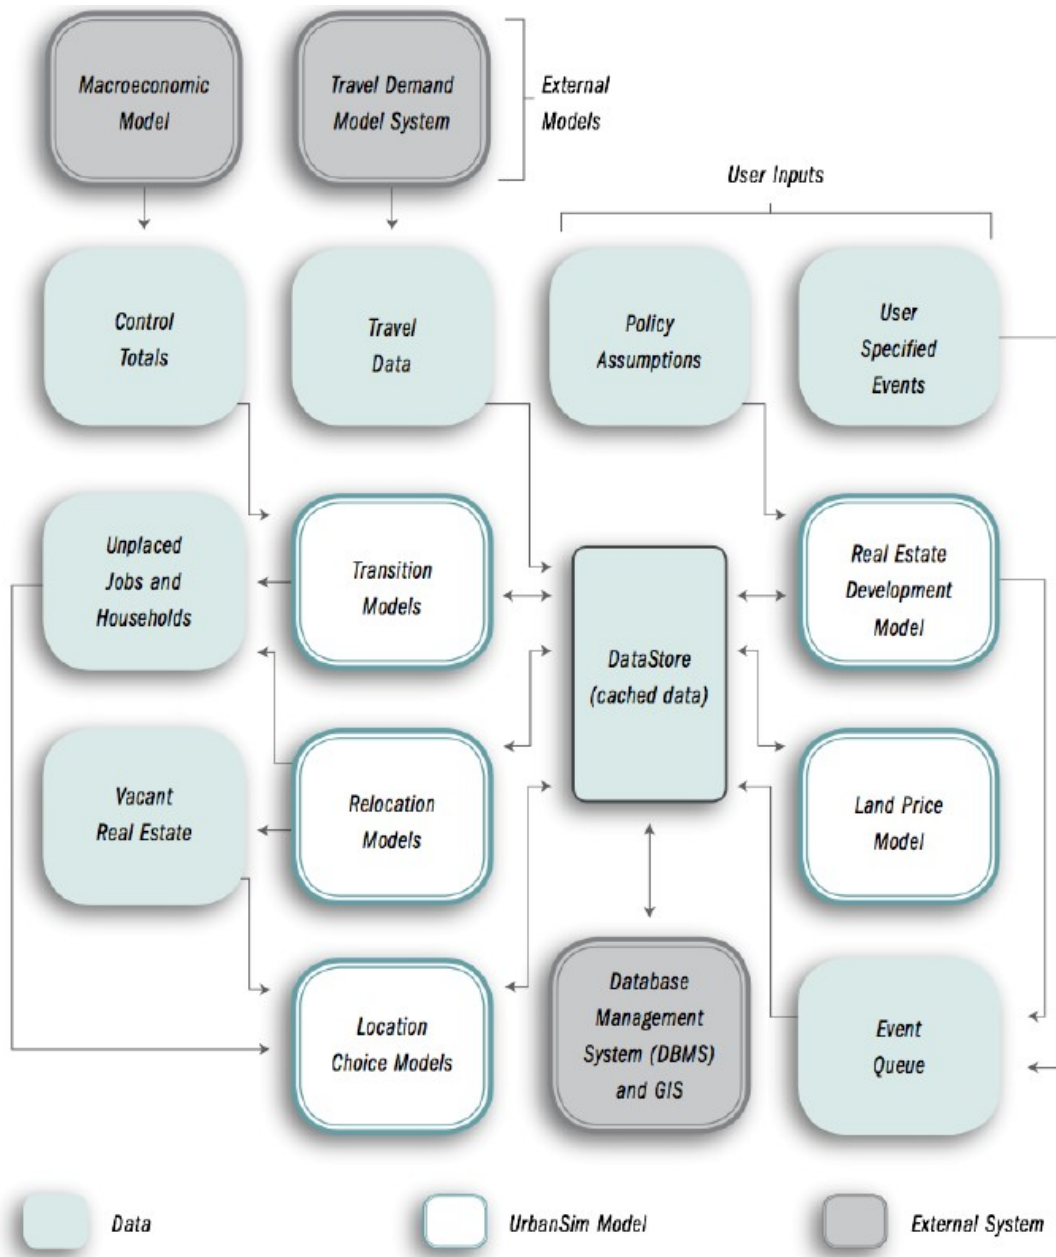 Macroeconomic
Model
Travel Demand
Model System
External
Models
User Inputs
Control
Totals
Travel
Data
Policy
Assumptions
User
Specified
Events
Unplaced
Jobs and
Households
Transition
Models
DataStore
(cached data)
Real Estate
Development
Model
Vacant
Real Estate
Relocation
Models
Land Price
Model
Location
Choice Models
Database
Management
System (DBMS)
and GIS
Event
Queue
Data
UrbanSim Model
External System